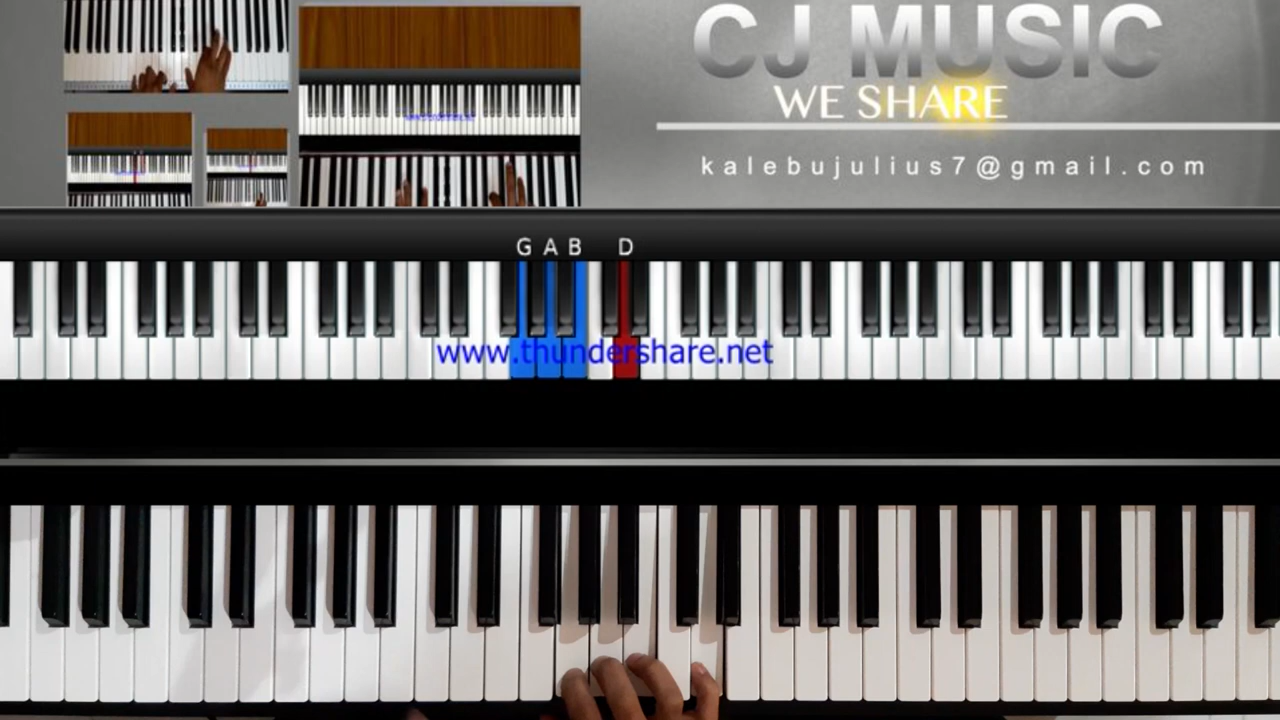 CJ MUSIC
WE SHARE
kalebujulius7@gmail.com
G A B D
www.thundershare.net